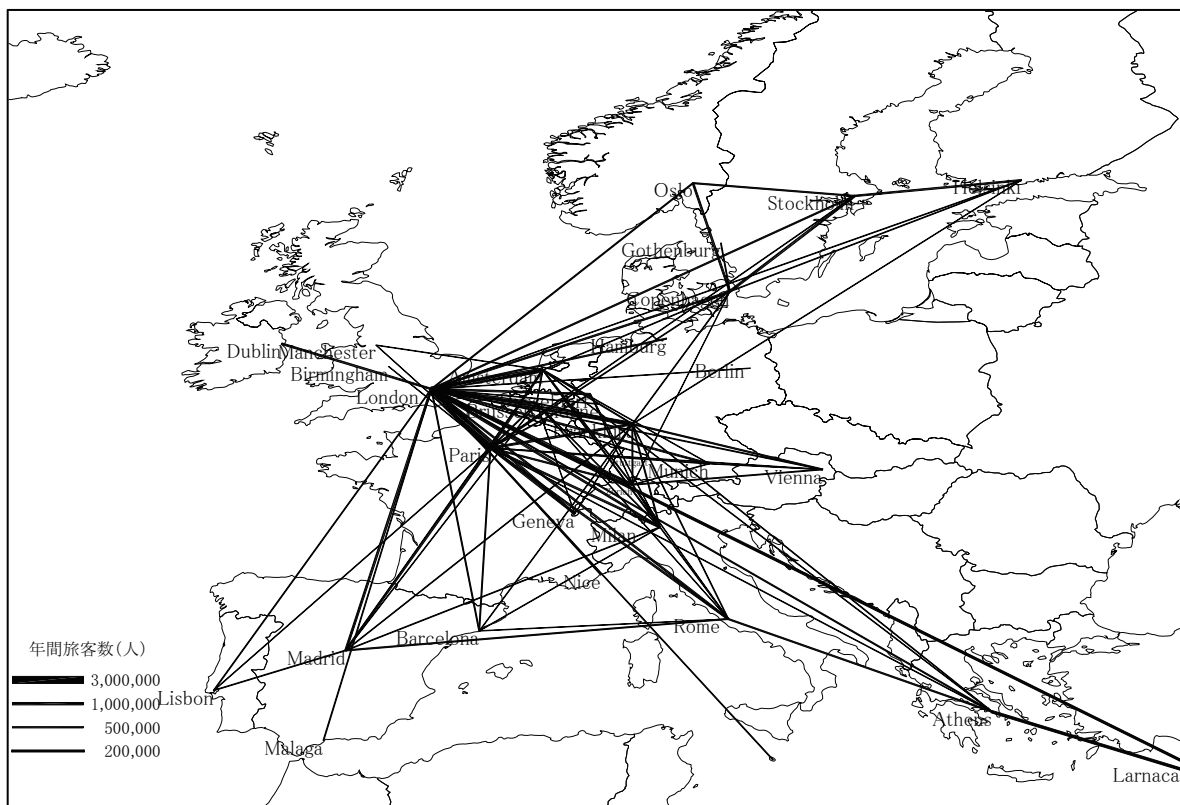 Oslo
Helsinki
Stockholm
Gothenburg
Copenhagen
Dublin
Manchester
Hamburg
Birmingham
Amsterdam
Berlin
London
Paris
Munich
Vienna
Geneva
Milan
Nice
Rome
Barcelona
Madrid
Lisbon
Malaga
Athens
Larnaca
年間旅客数(人)
3,000,000
1,000,000
500,000
200,000